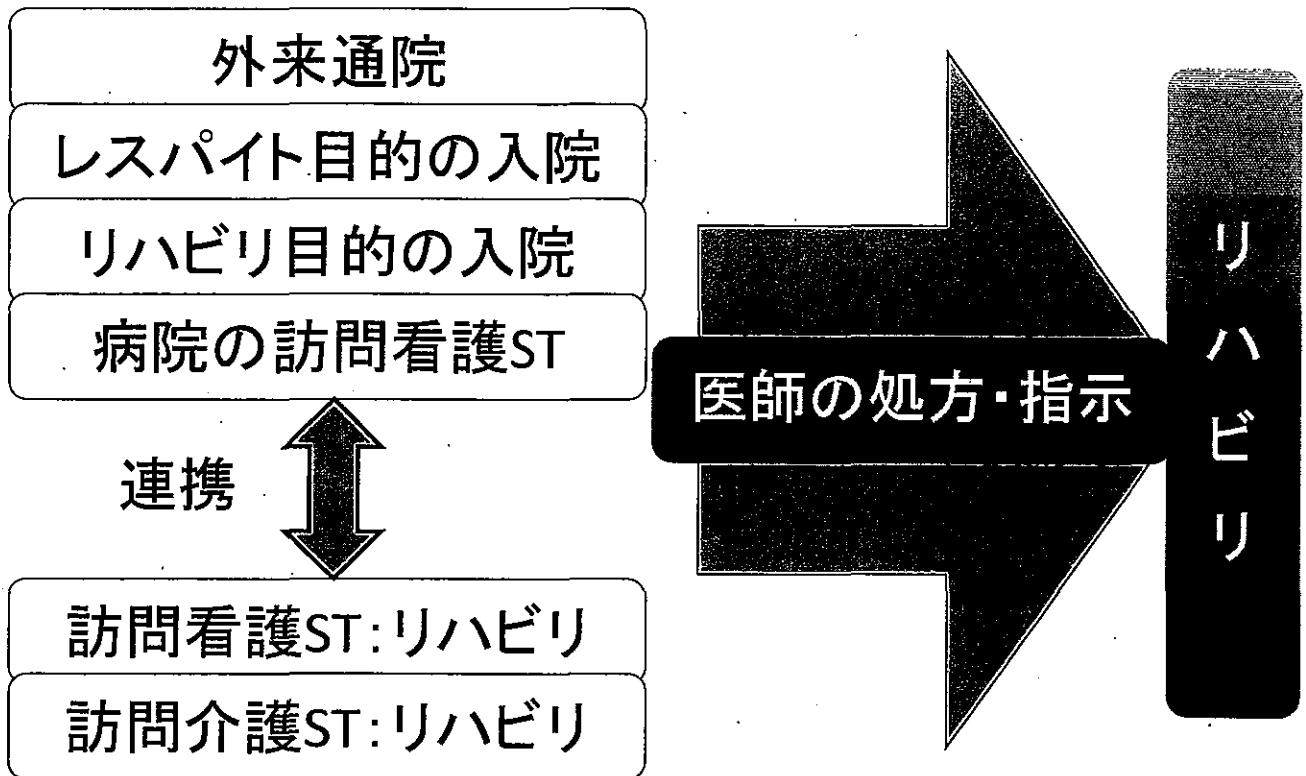 外来通院
レスパイト目的の入院
リハビリ目的の入院
病院の訪問看護ST
連携
訪問看護ST:リハビリ
訪問介護ST:リハビリ
医師の処方・指示
リハビリ